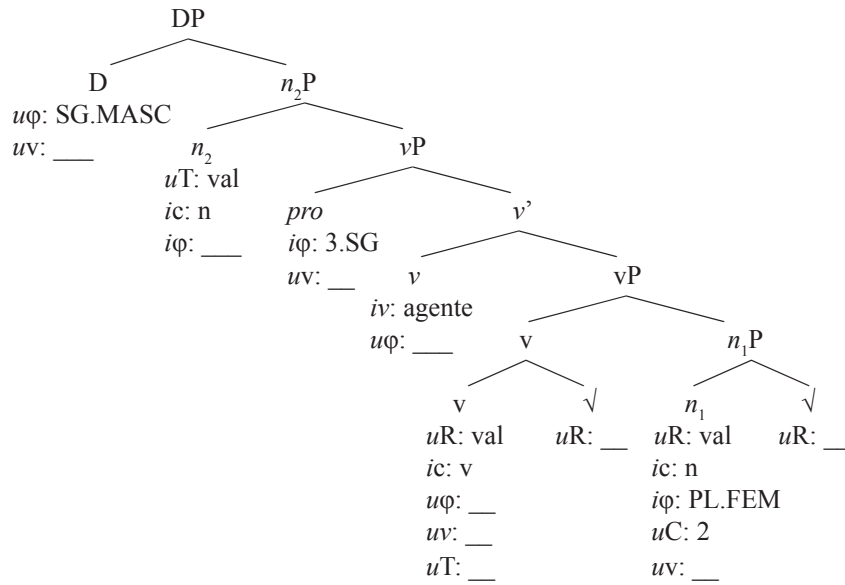 DP
D n₂P
uφ: SG.MASC
uv: ___ n₂ vP
uT: val
ic: n pro v’
iφ: ___ iφ: 3.SG
uv: __ v vP
iv: agente
uφ: ___ v n₁P
v √ n₁ √
uR: val uR: __ uR: val uR: __
ic: v ic: n
uφ: __ iφ: PL.FEM
uv: __ uC: 2
uT: __ uv: __